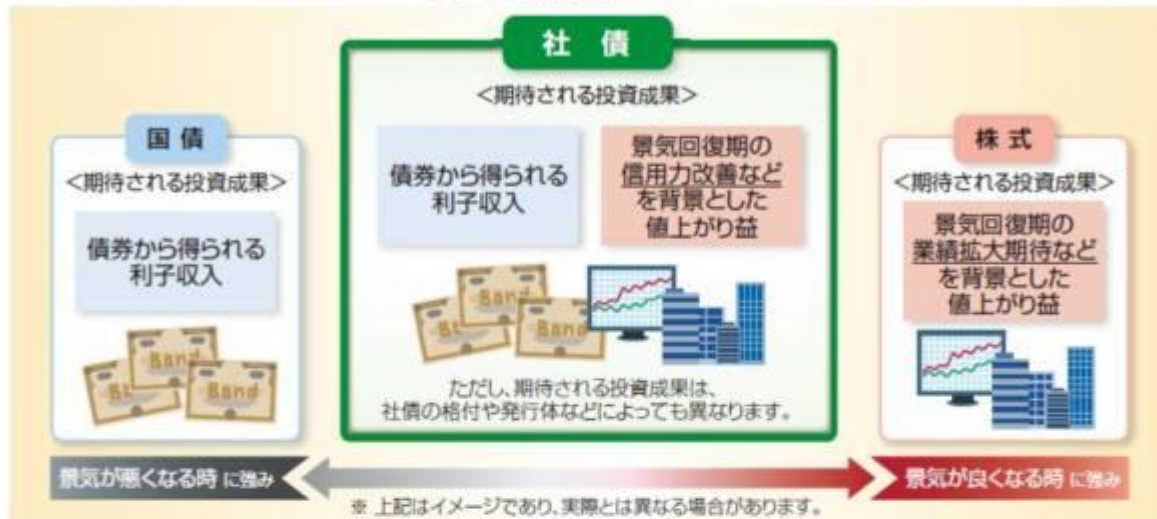 社債
<期待される投資成果>
債券から得られる
利子収入
景気回復期の
信用力改善など
を背景とした
値上がり益
Band
Band
ただし、期待される投資成果は、
社債の格付や発行体などによっても異なります。
国債
<期待される投資成果>
債券から得られる
利子収入
Band
Band
株式
<期待される投資成果>
景気回復期の
業績拡大期待など
を背景とした
値上がり益
景気が悪くなる時 に強み
景気が良くなる時 に強み
※ 上記はイメージであり、実際とは異なる場合があります。